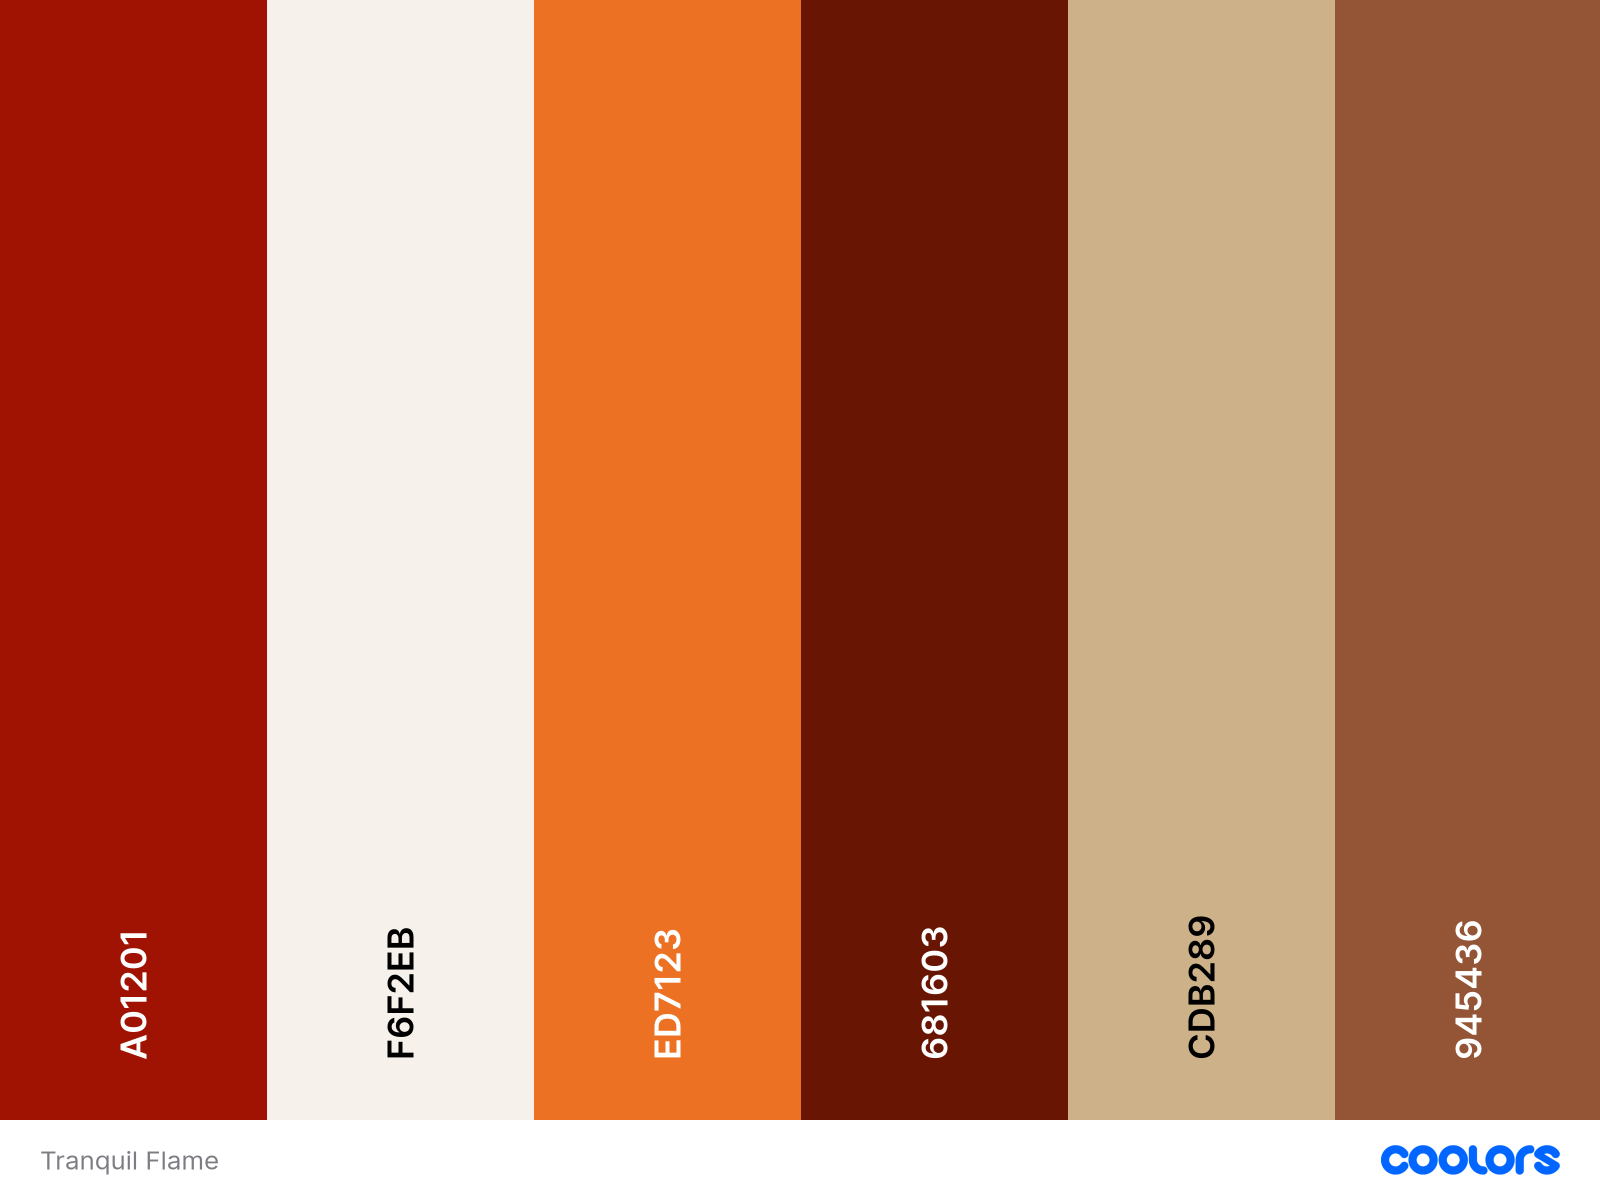 A01201
F6F2EB
ED7123
681603
CDB289
945436
Tranquil Flame
coolors